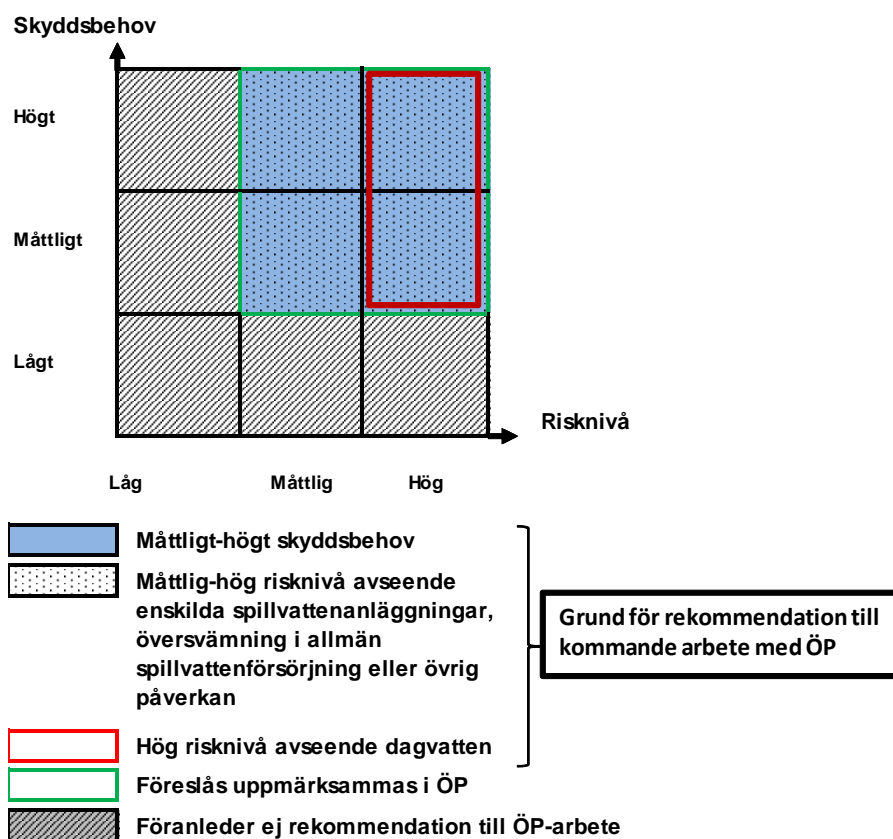 Skyddsbehov
Högt
Måttligt
Lågt
Risknivå
Låg
Måttlig
Hög
Måttligt-högt skyddsbehov
Måttlig-hög risknivå avseende
enskilda spillvattenanläggningar,
översvämning i allmän
spillvattenförsörjning eller övrig
påverkan
Grund för rekommendation till
kommande arbete med ÖP
Hög risknivå avseende dagvatten
Föreslås uppmärksammas i ÖP
Föranleder ej rekommendation till ÖP-arbete